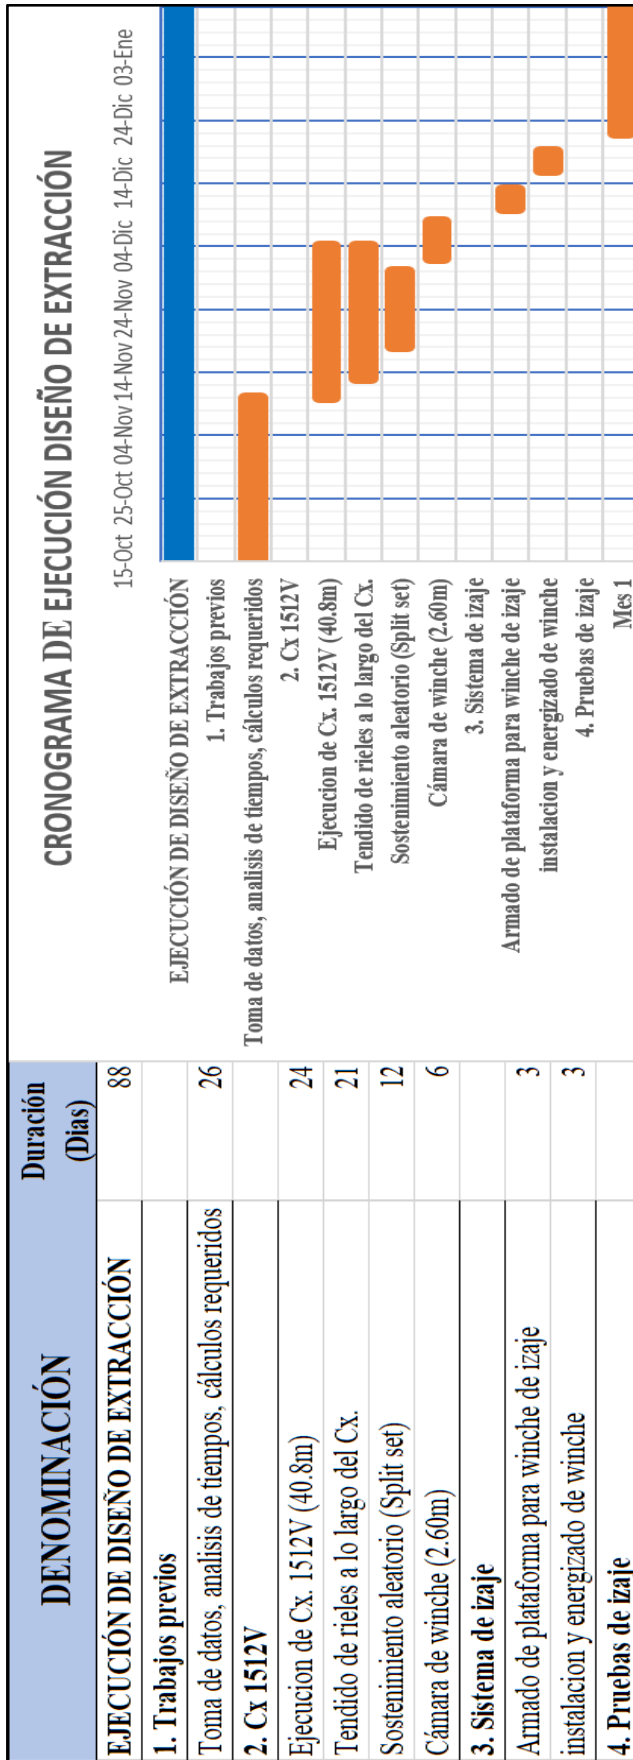 DENOMINACIÓN
Duración
(Dias)
EJECUCIÓN DE DISEÑO DE EXTRACCIÓN 88
1. Trabajos previos
Toma de datos, analisis de tiempos, cálculos requeridos 26
2. Cx 1512V
Ejecucion de Cx. 1512V (40.8m) 24
Tendido de rieles a lo largo del Cx. 21
Sostenimiento aleatorio (Split set) 12
Cámara de winche (2.60m) 6
3. Sistema de izaje
Armado de plataforma para winche de izaje 3
instalacion y energizado de winche 3
4. Pruebas de izaje
CRONOGRAMA DE EJECUCIÓN DISEÑO DE EXTRACCIÓN
15-Oct 25-Oct 04-Nov 14-Nov 24-Nov 04-Dic 14-Dic 24-Dic 03-Ene
EJECUCIÓN DE DISEÑO DE EXTRACCIÓN
1. Trabajos previos
Toma de datos, analisis de tiempos, cálculos requeridos
2. Cx 1512V
Ejecucion de Cx. 1512V (40.8m)
Tendido de rieles a lo largo del Cx.
Sostenimiento aleatorio (Split set)
Cámara de winche (2.60m)
3. Sistema de izaje
Armado de plataforma para winche de izaje
instalacion y energizado de winche
4. Pruebas de izaje
Mes 1